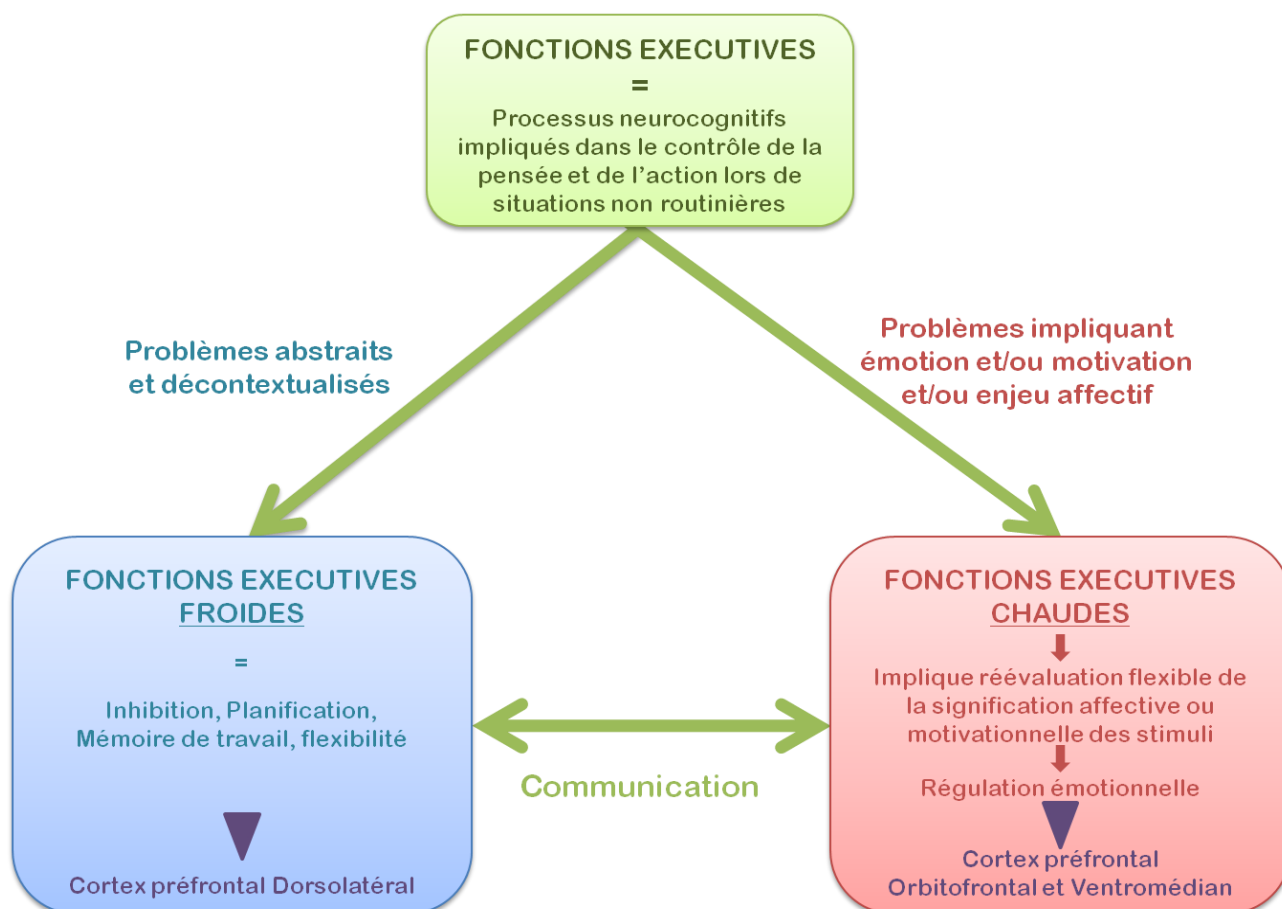 FONCTIONS EXECUTIVES
=
Processus neurocognitifs
impliqués dans le contrôle de la
pensée et de l'action lors de
situations non routinières
Problèmes abstraits
et décontextualisés
Problèmes impliquant
émotion et/ou motivation
et/ou enjeu affectif
FONCTIONS EXECUTIVES
FROIDES
=
Inhibition, Planification,
Mémoire de travail, flexibilité
Cortex préfrontal Dorsolatéral
Communication
FONCTIONS EXECUTIVES
CHAUDES
Implique réévaluation flexible de
la signification affective ou
motivationnelle des stimuli
Régulation émotionnelle
Cortex préfrontal
Orbitofrontal et Ventromédian